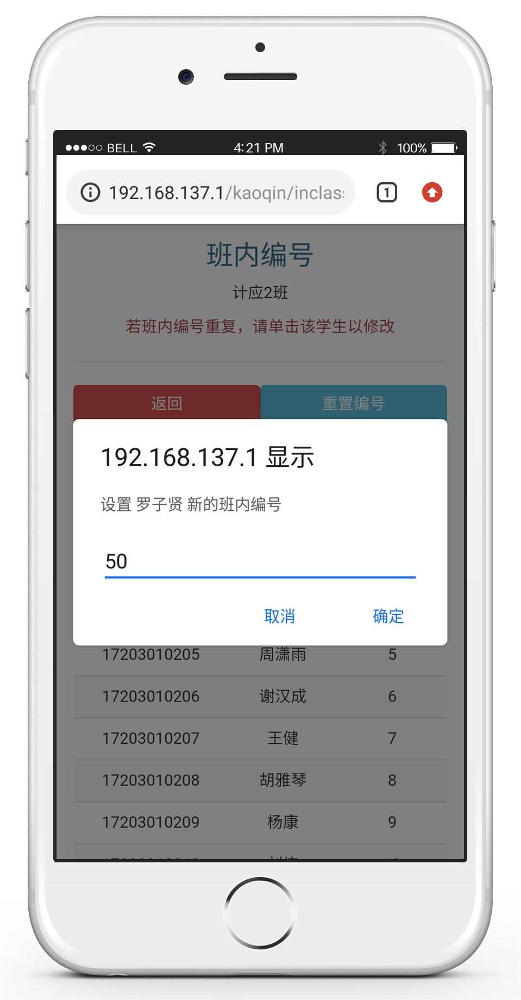 BELL 4:21 PM 100%
192.168.137.1/kaoqin/inclas
1
班内编号
计应2班
若班内编号重复，请单击该学生以修改
返回 重置编号
192.168.137.1 显示
设置 罗子贤 新的班内编号
50
取消 确定
17203010205 周潇雨 5
17203010206 谢汉成 6
17203010207 王健 7
17203010208 胡雅琴 8
17203010209 杨康 9